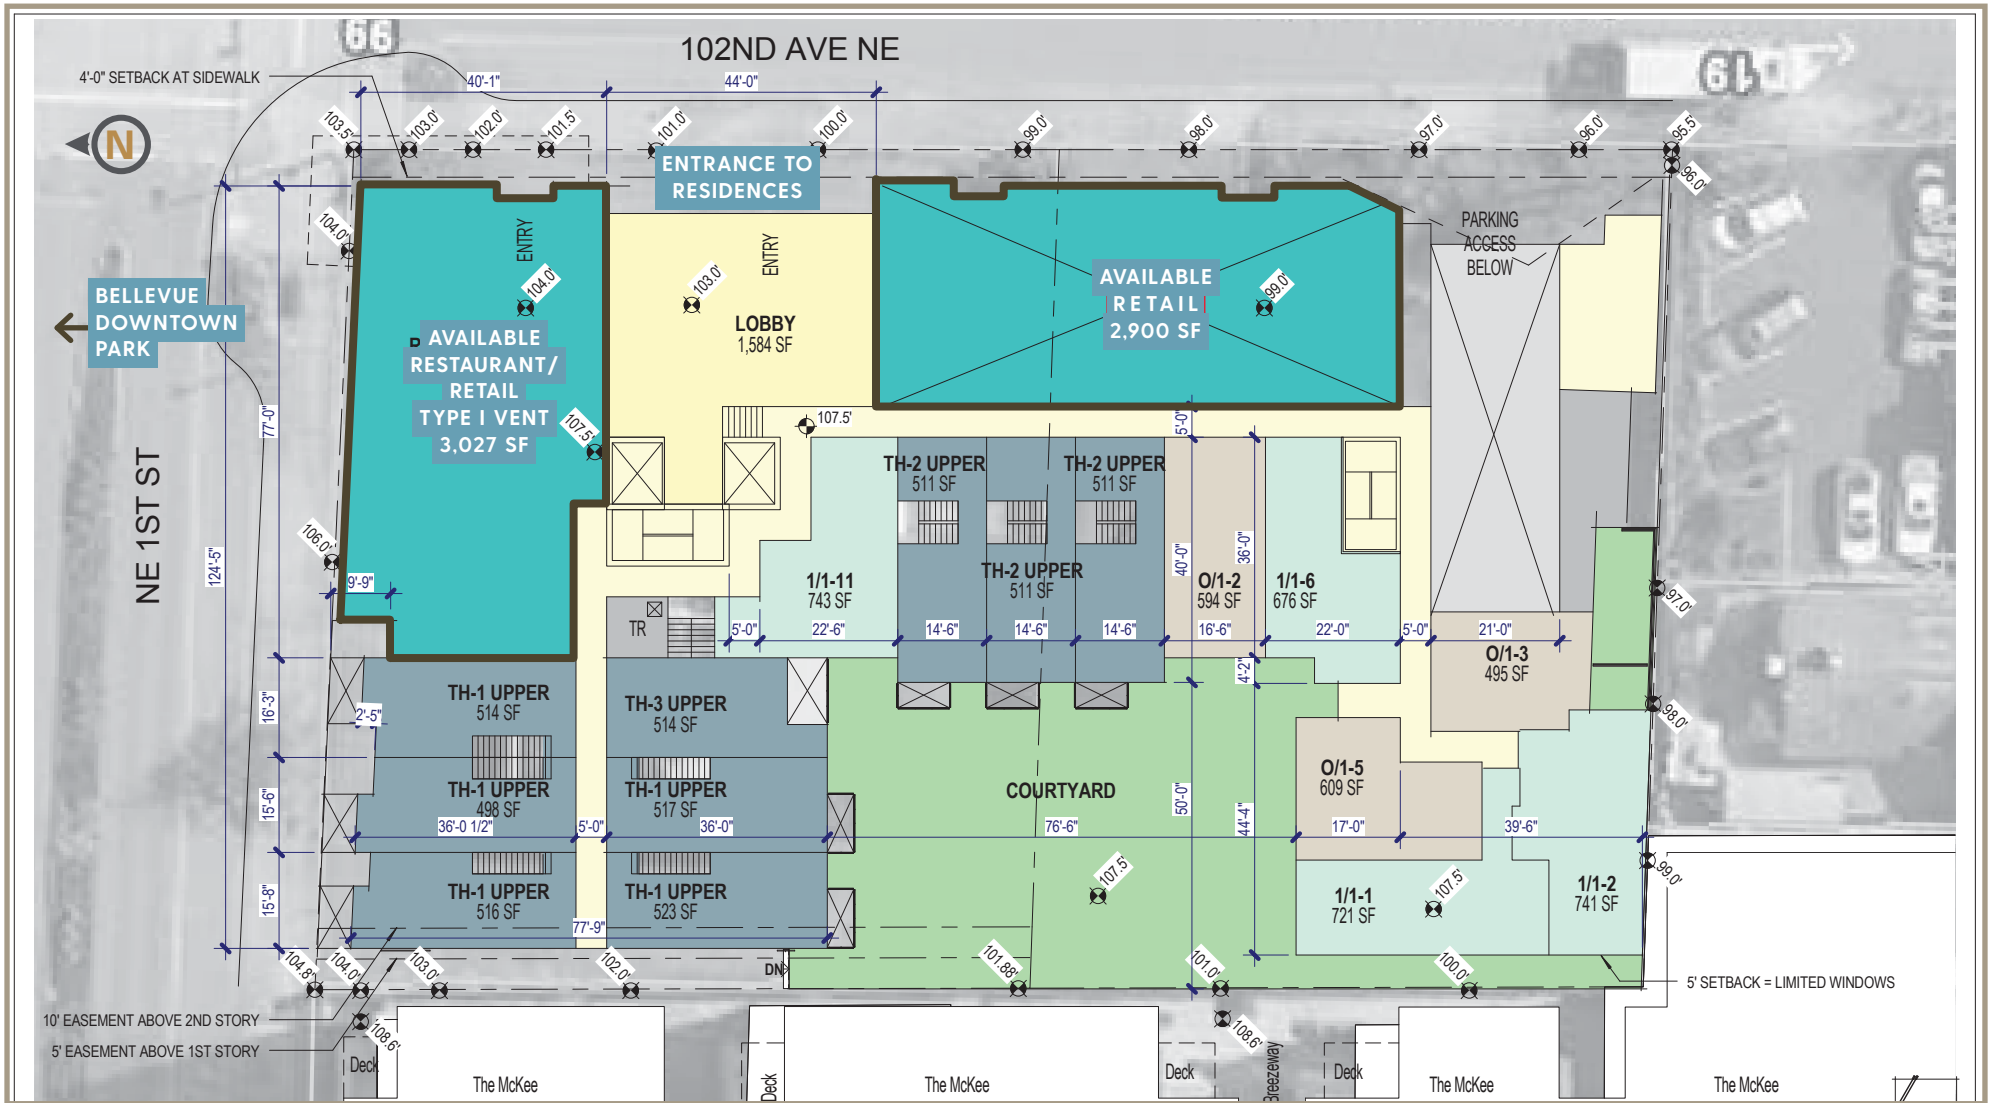 99
102ND AVE NE
19
4'-0" SETBACK AT SIDEWALK
40'-1"
44'-0"
103.5'
103.0'
102.0'
101.5'
101.0'
100.0'
99.0'
98.0'
97.0'
96.0'
95.5'
96.0'
N
ENTRANCE TO
RESIDENCES
104.0'
ENTRY
ENTRY
PARKING
ACCESS
BELOW
104.0'
103.0'
99.0'
BELLEVUE
DOWNTOWN
PARK
AVAILABLE
RETAIL
2,900 SF
LOBBY
1,584 SF
AVAILABLE
RESTAURANT/
RETAIL
TYPE I VENT
3,027 SF
107.5'
107.5'
77'-0"
5'-0"
NE 1ST ST
124'-5"
TH-2 UPPER
511 SF
TH-2 UPPER
511 SF
106.0'
9'-9"
40'-0"
36'-0"
1/1-11
743 SF
TH-2 UPPER
511 SF
O/1-2
594 SF
1/1-6
676 SF
97.0'
TR
5'-0"
22'-6"
14'-6"
14'-6"
14'-6"
16'-6"
22'-0"
5'-0"
21'-0"
O/1-3
495 SF
4'-2"
16'-3"
2'-5"
TH-1 UPPER
514 SF
TH-3 UPPER
514 SF
98.0'
O/1-5
609 SF
COURTYARD
15'-6"
TH-1 UPPER
498 SF
TH-1 UPPER
517 SF
50'-0"
44'-4"
36'-0 1/2"
5'-0"
36'-0"
76'-6"
17'-0"
39'-6"
99.0'
15'-8"
TH-1 UPPER
516 SF
TH-1 UPPER
523 SF
107.5'
107.5'
1/1-1
721 SF
1/1-2
741 SF
77'-9"
104.8'
104.0'
103.0'
102.0'
DN
101.88'
101.0'
100.0'
5' SETBACK = LIMITED WINDOWS
10' EASEMENT ABOVE 2ND STORY
5' EASEMENT ABOVE 1ST STORY
108.6'
108.6'
Deck
The McKee
Deck
The McKee
Deck
Breezeway
Deck
The McKee
The McKee